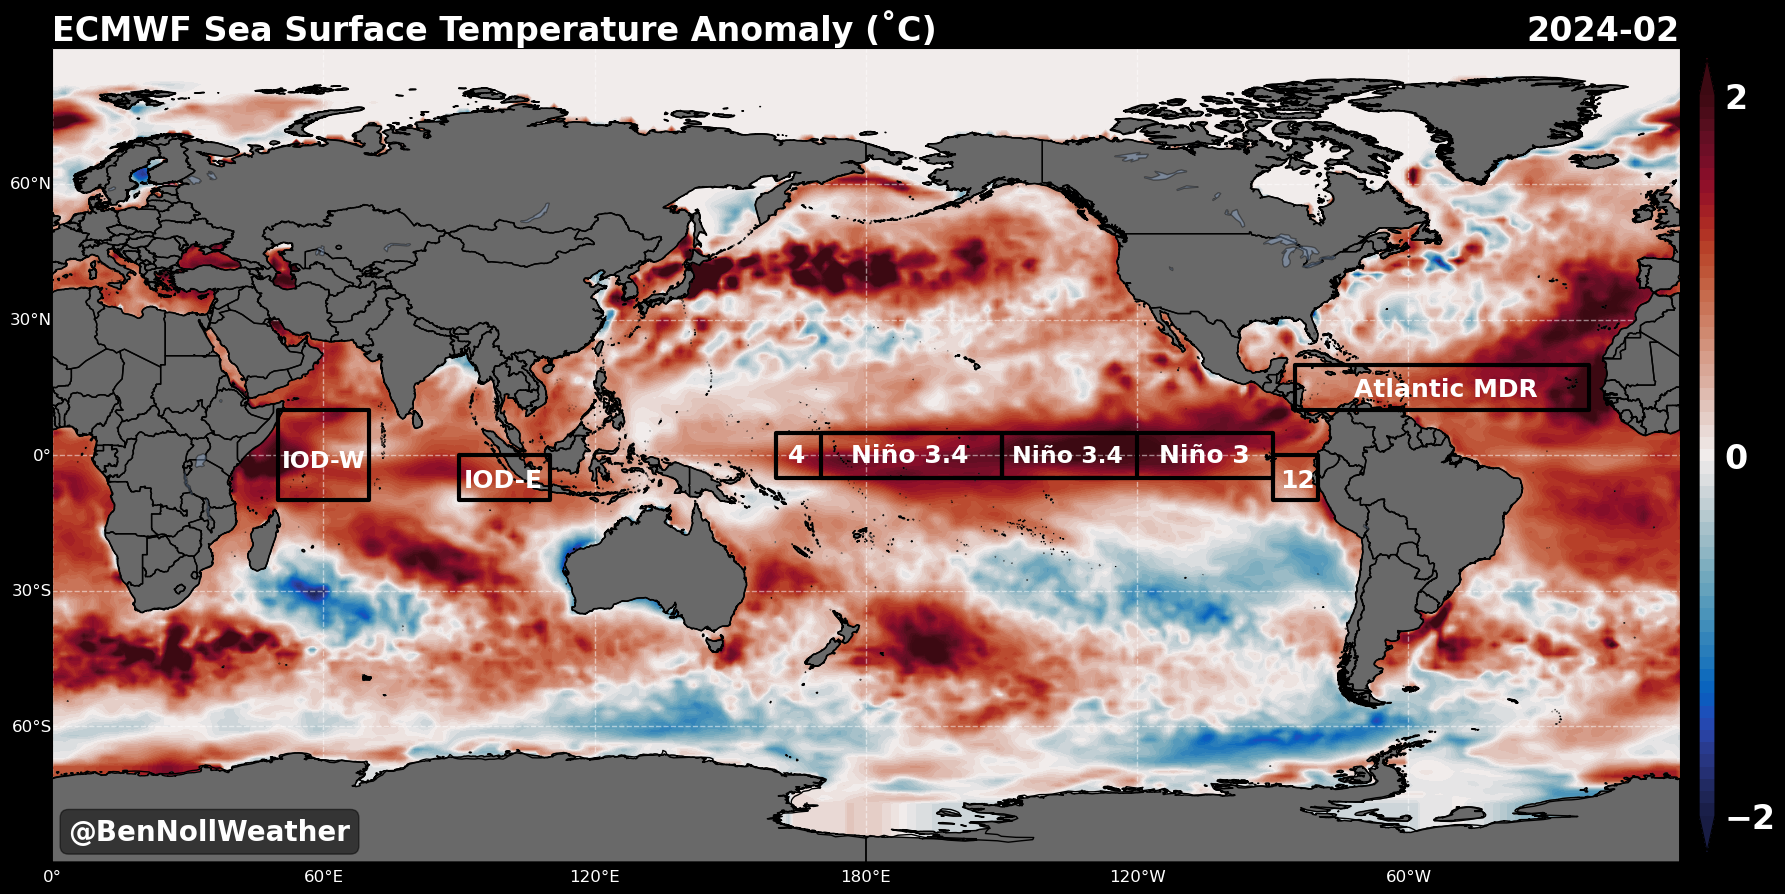 ECMWF Sea Surface Temperature Anomaly (˚C)
2024-02
2
60°N
30°N
Atlantic MDR
4
Niño 3.4
Niño 3.4
Niño 3
0°
IOD-W
0
IOD-E
12
30°S
60°S
−2
@BenNollWeather
0°
60°E
120°E
180°E
120°W
60°W